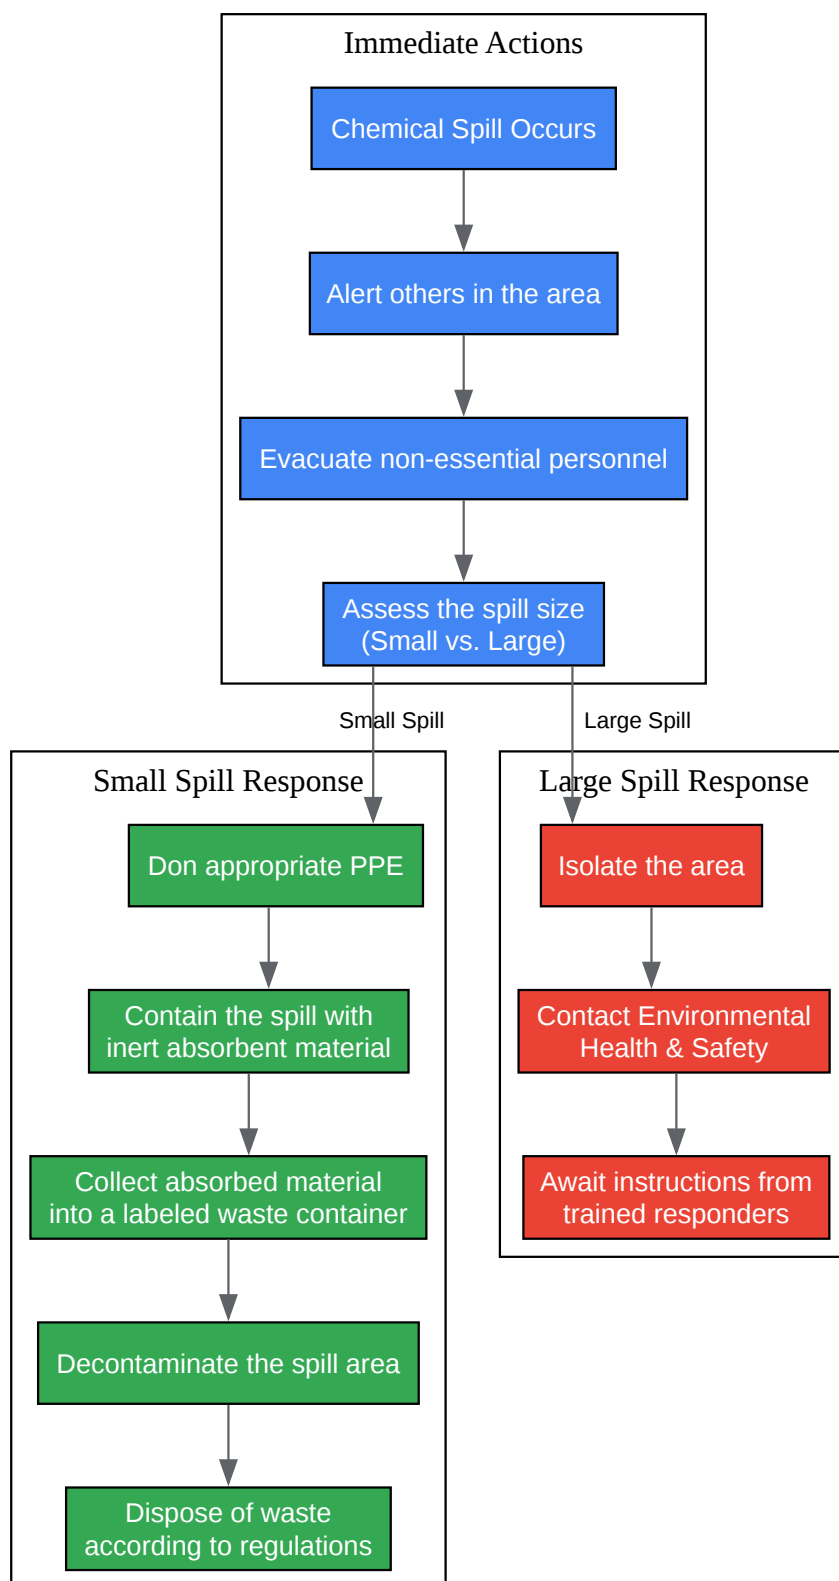 Immediate Actions
Chemical Spill Occurs
Alert others in the area
Evacuate non-essential personnel
Assess the spill size
(Small vs. Large)
Small Spill
Large Spill
Small Spill Response
Don appropriate PPE
Contain the spill with
inert absorbent material
Collect absorbed material
into a labeled waste container
Decontaminate the spill area
Dispose of waste
according to regulations
Large Spill Response
Isolate the area
Contact Environmental
Health & Safety
Await instructions from
trained responders